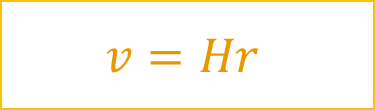 v = Hr